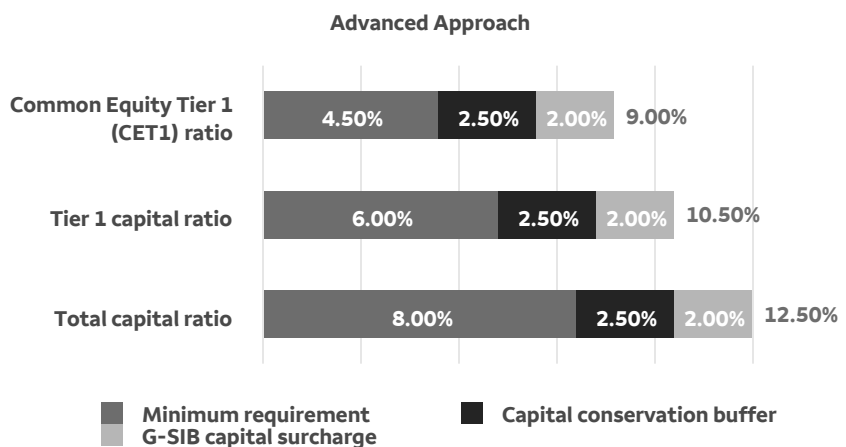 Advanced Approach
Common Equity Tier 1
(CET1) ratio
4.50%
2.50%
2.00%
9.00%
Tier 1 capital ratio
6.00%
2.50%
2.00%
10.50%
Total capital ratio
8.00%
2.50%
2.00%
12.50%
Minimum requirement
Capital conservation buffer
G-SIB capital surcharge